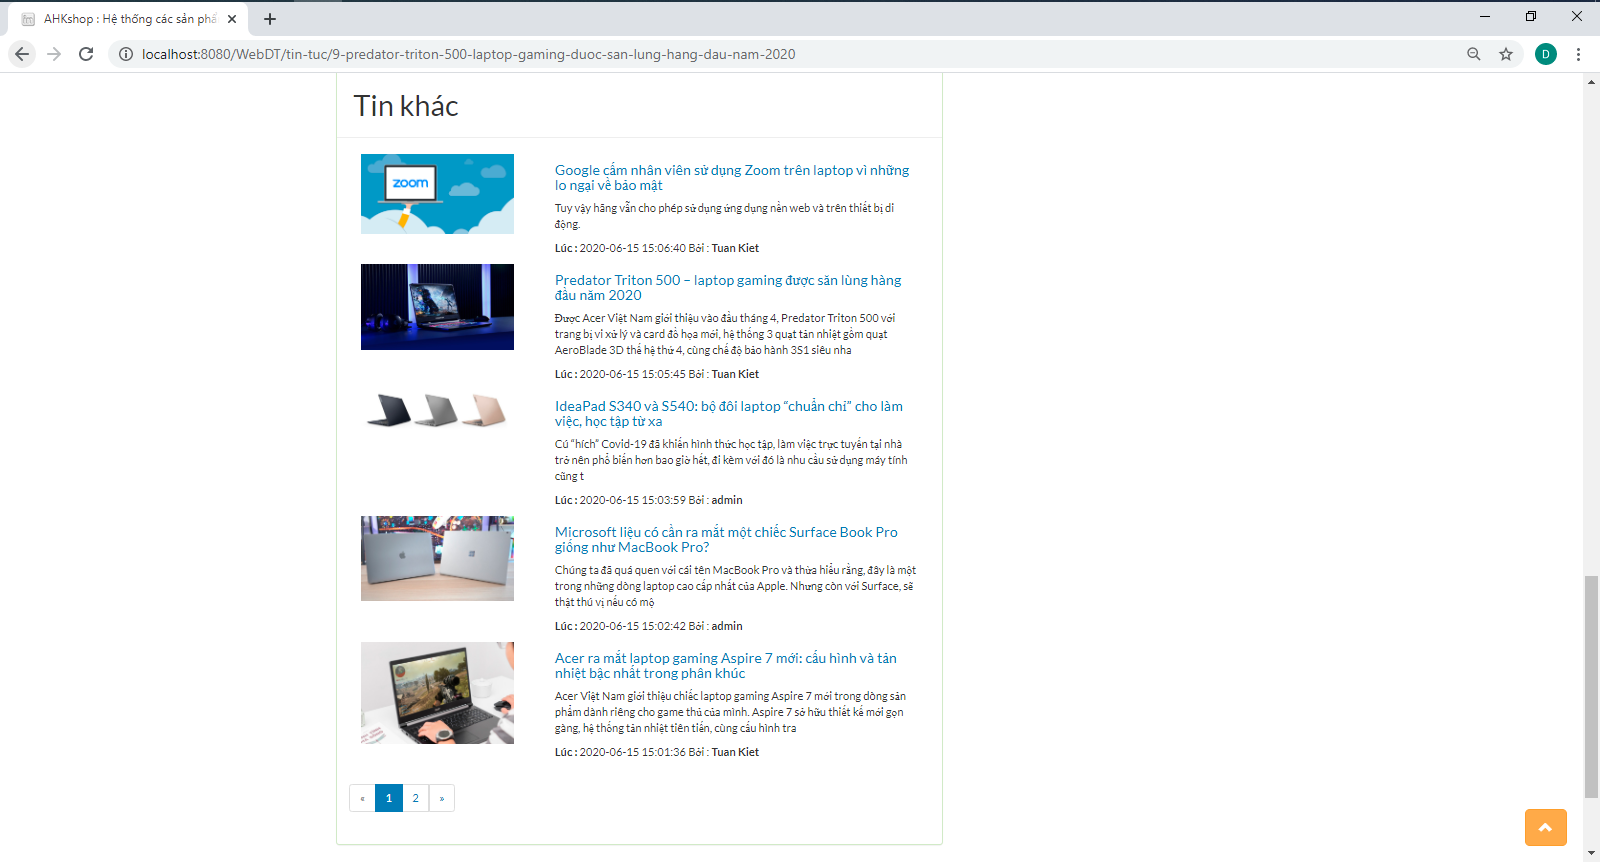 AHKshop : Hệ thống các sản phẩ
localhost:8080/WebDT/tin-tuc/9-predator-triton-500-laptop-gaming-duoc-san-lung-hang-dau-nam-2020
D
Tin khác
zoom
Google cấm nhân viên sử dụng Zoom trên laptop vì những
lo ngại về bảo mật
Tuy vậy hãng vẫn cho phép sử dụng ứng dụng nền web và trên thiết bị di
động.
Lúc : 2020-06-15 15:06:40 Bởi : Tuan Kiet
Predator Triton 500 – laptop gaming được săn lùng hàng
đầu năm 2020
Được Acer Việt Nam giới thiệu vào đầu tháng 4, Predator Triton 500 với
trang bị vi xử lý và card đồ họa mới, hệ thống 3 quạt tản nhiệt gồm quạt
AeroBlade 3D thế hệ thứ 4, cùng chế độ bảo hành 3S1 siêu nha
Lúc : 2020-06-15 15:05:45 Bởi : Tuan Kiet
IdeaPad S340 và S540: bộ đôi laptop “chuẩn chỉ” cho làm
việc, học tập từ xa
Cú “hích” Covid-19 đã khiến hình thức học tập, làm việc trực tuyến tại nhà
trở nên phổ biến hơn bao giờ hết, đi kèm với đó là nhu cầu sử dụng máy tính
cũng t
Lúc : 2020-06-15 15:03:59 Bởi : admin
Microsoft liệu có cần ra mắt một chiếc Surface Book Pro
giống như MacBook Pro?
Chúng ta đã quá quen với cái tên MacBook Pro và thừa hiểu rằng, đây là một
trong những dòng laptop cao cấp nhất của Apple. Nhưng còn với Surface, sẽ
thật thú vị nếu có mộ
Lúc : 2020-06-15 15:02:42 Bởi : admin
Acer ra mắt laptop gaming Aspire 7 mới: cấu hình và tản
nhiệt bậc nhất trong phân khúc
Acer Việt Nam giới thiệu chiếc laptop gaming Aspire 7 mới trong dòng sản
phẩm dành riêng cho game thủ của mình. Aspire 7 sở hữu thiết kế mới gọn
gàng, hệ thống tản nhiệt tiên tiến, cùng cấu hình tra
Lúc : 2020-06-15 15:01:36 Bởi : Tuan Kiet
« 1 2 »